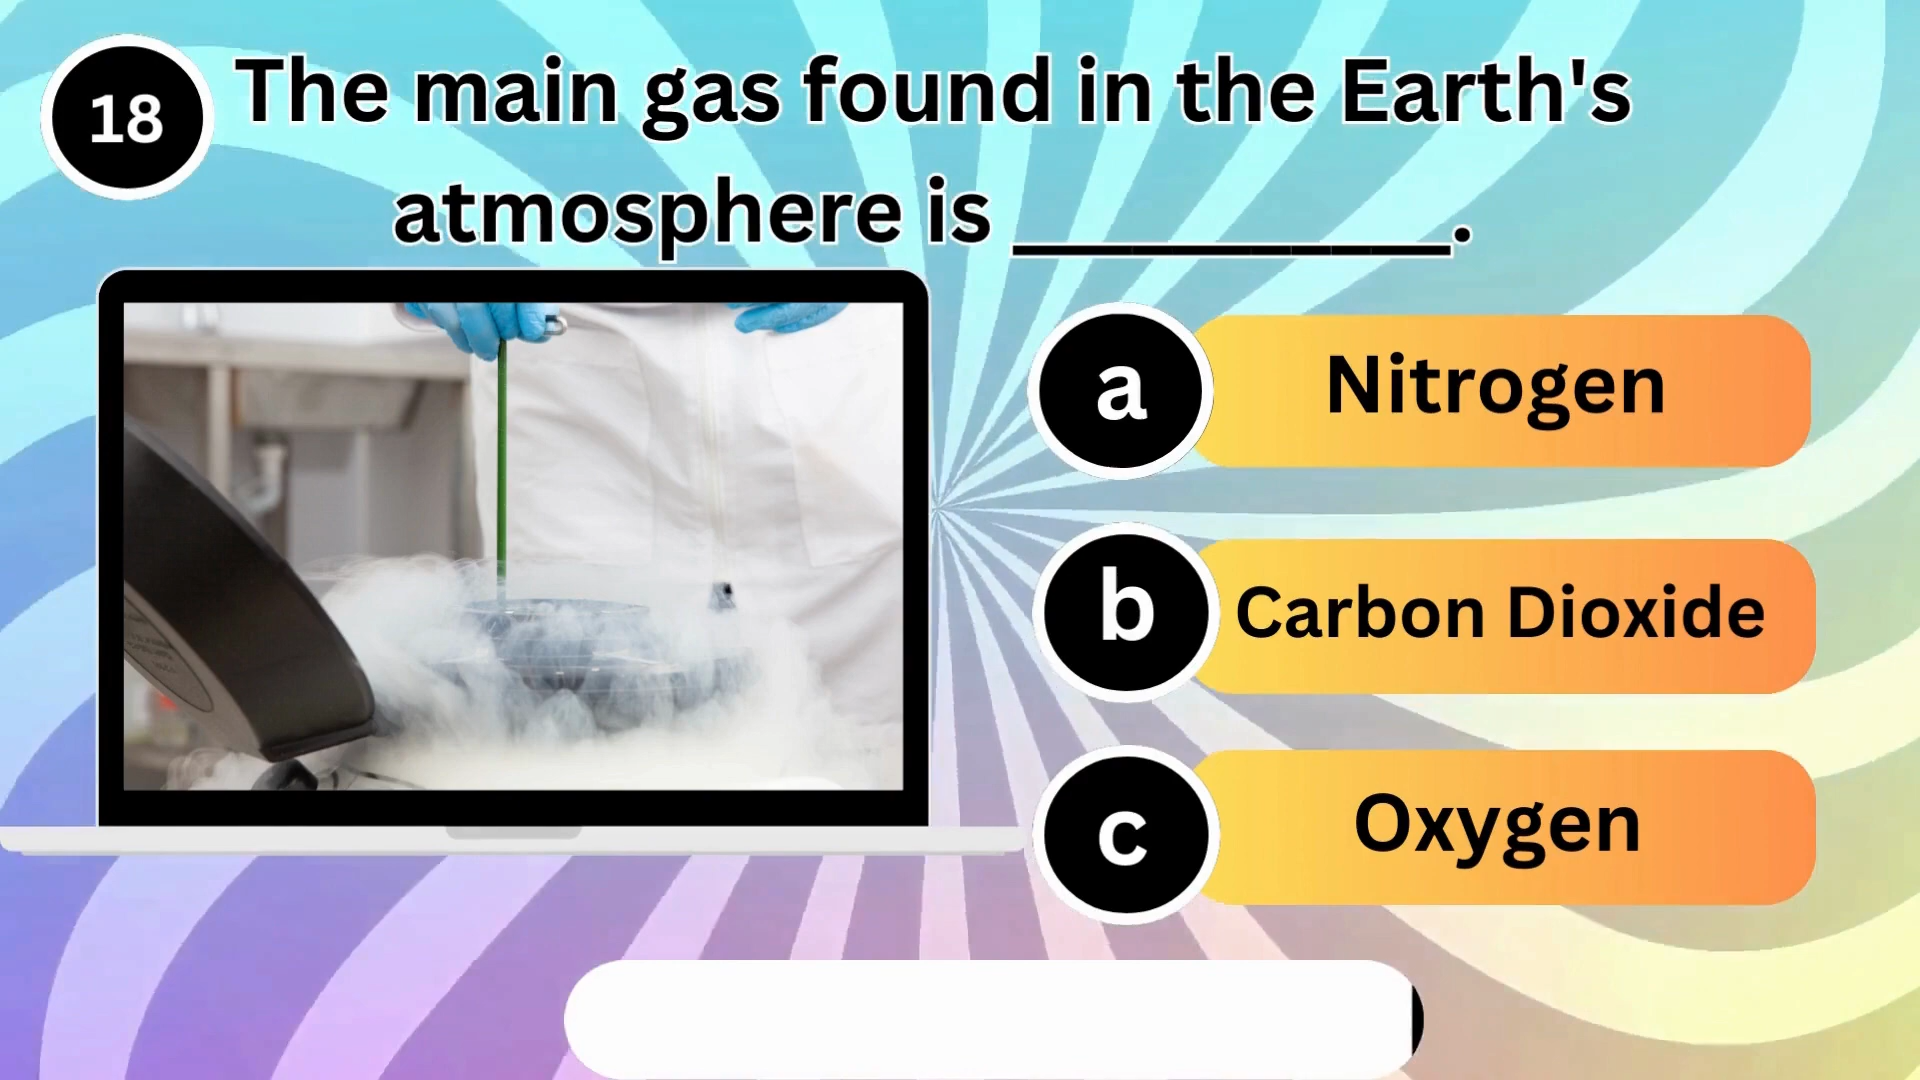 18
The main gas found in the Earth's
atmosphere is ___________.
a
Nitrogen
b
Carbon Dioxide
c
Oxygen